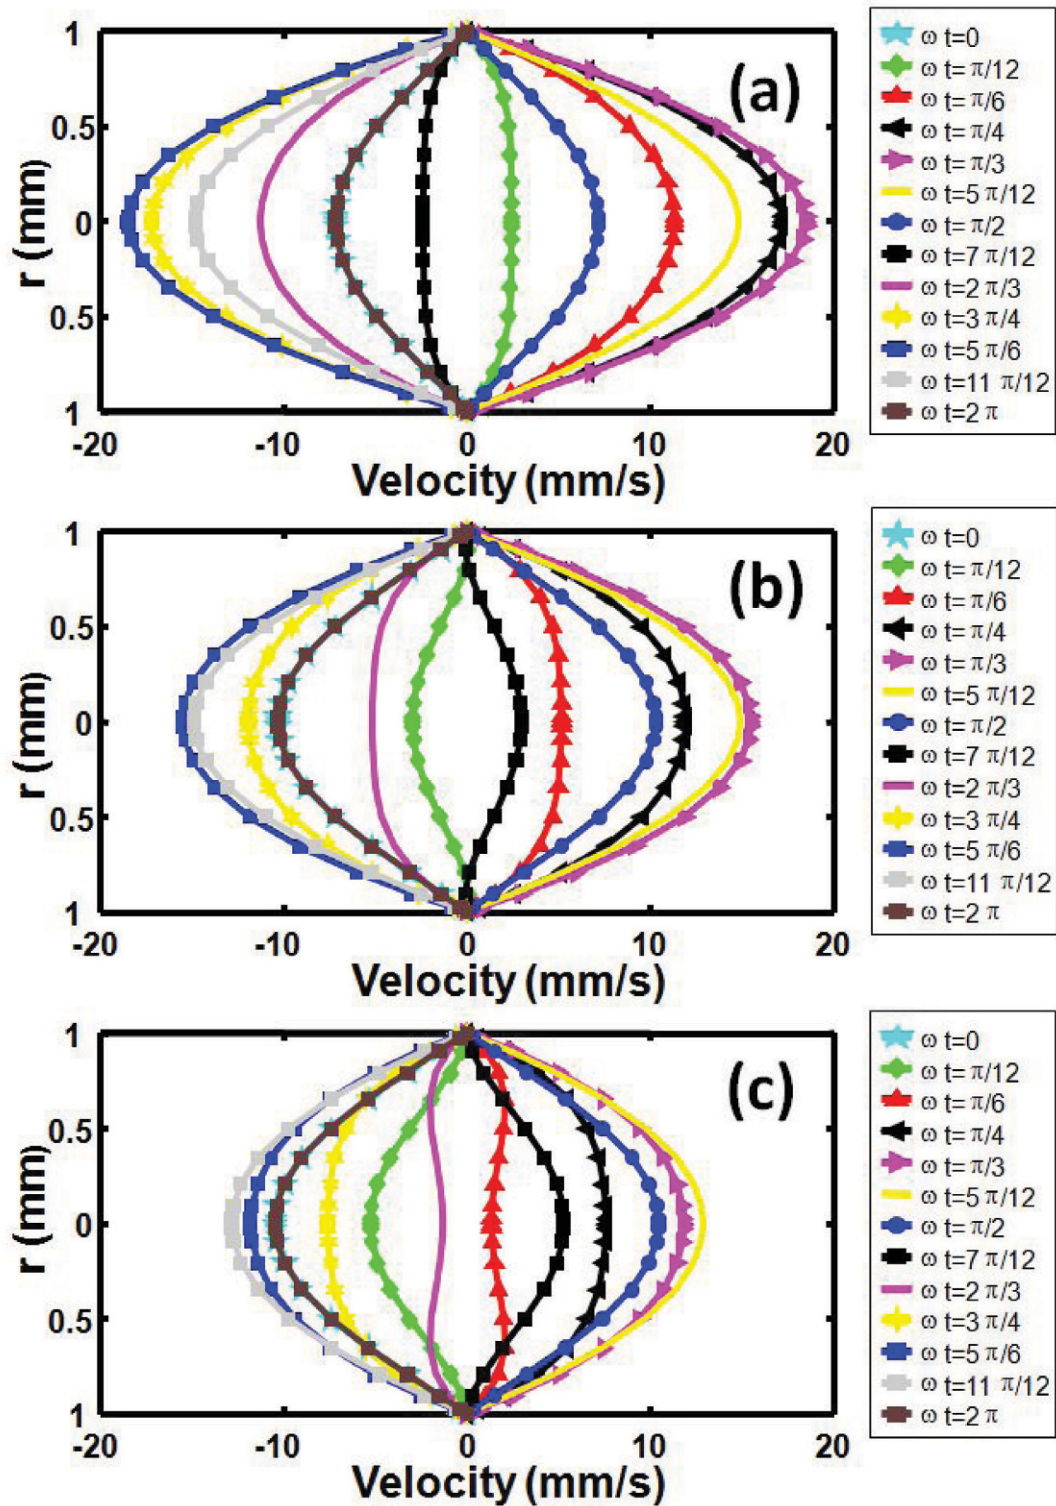 (a)
1
0.5
0
0.5
1
r (mm)
-20 -10 0 10 20
Velocity (mm/s)
ω t=0
ω t= π/12
ω t= π/6
ω t= π/4
ω t= π/3
ω t=5 π/12
ω t=π/2
ω t=7 π/12
ω t=2 π/3
ω t=3 π/4
ω t=5 π/6
ω t=11 π/12
ω t=2 π
(b)
1
0.5
0
0.5
1
r (mm)
-20 -10 0 10 20
Velocity (mm/s)
ω t=0
ω t= π/12
ω t= π/6
ω t= π/4
ω t= π/3
ω t=5 π/12
ω t=π/2
ω t=7 π/12
ω t=2 π/3
ω t=3 π/4
ω t=5 π/6
ω t=11 π/12
ω t=2 π
(c)
1
0.5
0
0.5
1
r (mm)
-20 -10 0 10 20
Velocity (mm/s)
ω t=0
ω t= π/12
ω t= π/6
ω t= π/4
ω t= π/3
ω t=5 π/12
ω t=π/2
ω t=7 π/12
ω t=2 π/3
ω t=3 π/4
ω t=5 π/6
ω t=11 π/12
ω t=2 π